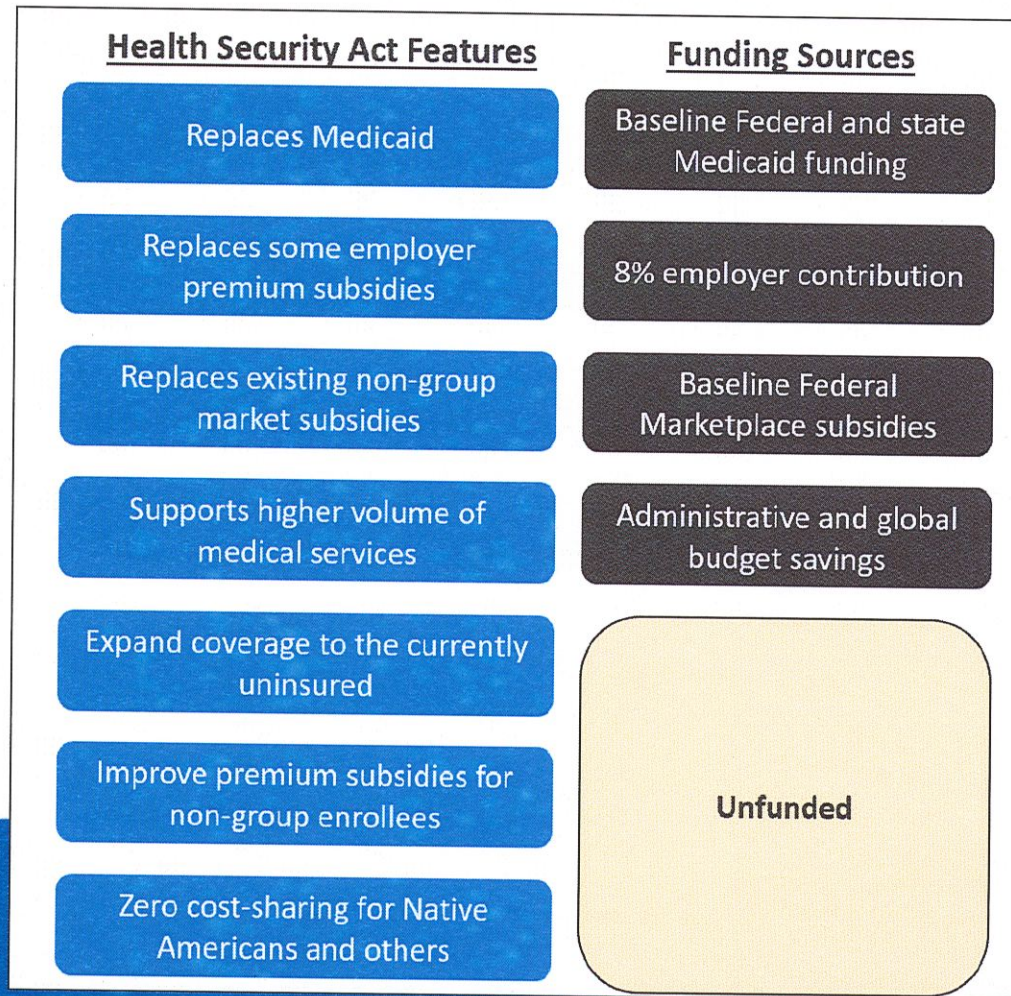 Health Security Act Features
Replaces Medicaid
Replaces some employer
premium subsidies
Replaces existing non-group
market subsidies
Supports higher volume of
medical services
Expand coverage to the currently
uninsured
Improve premium subsidies for
non-group enrollees
Zero cost-sharing for Native
Americans and others
Funding Sources
Baseline Federal and state
Medicaid funding
8% employer contribution
Baseline Federal
Marketplace subsidies
Administrative and global
budget savings
Unfunded